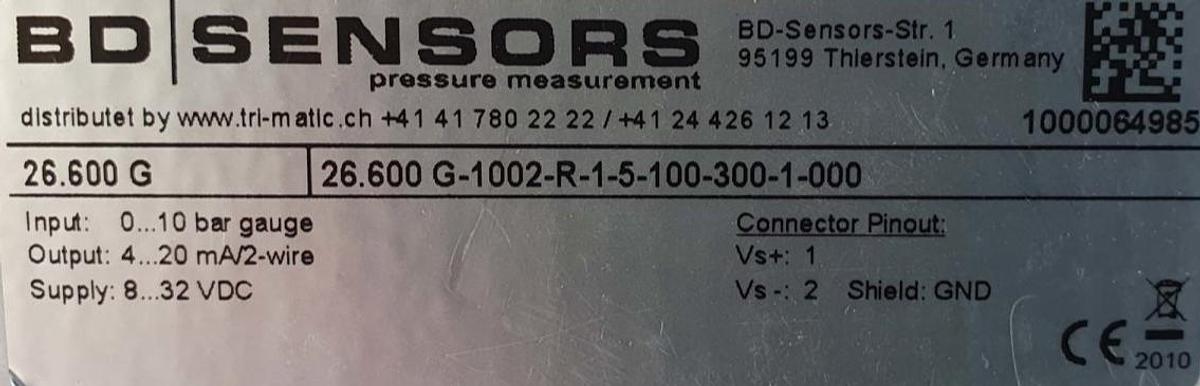 BD SENSORS
pressure measurement
BD-Sensors-Str. 1
95199 Thierstein, Germany
distributet by www.tri-matic.ch +41 41 780 22 22 / +41 24 426 12 13
1000064985
26.600 G
26.600 G-1002-R-1-5-100-300-1-000
Input: 0...10 bar gauge
Output: 4...20 mA/2-wire
Supply: 8...32 VDC
Connector Pinout:
Vs+: 1
Vs -: 2 Shield: GND
CE
2010